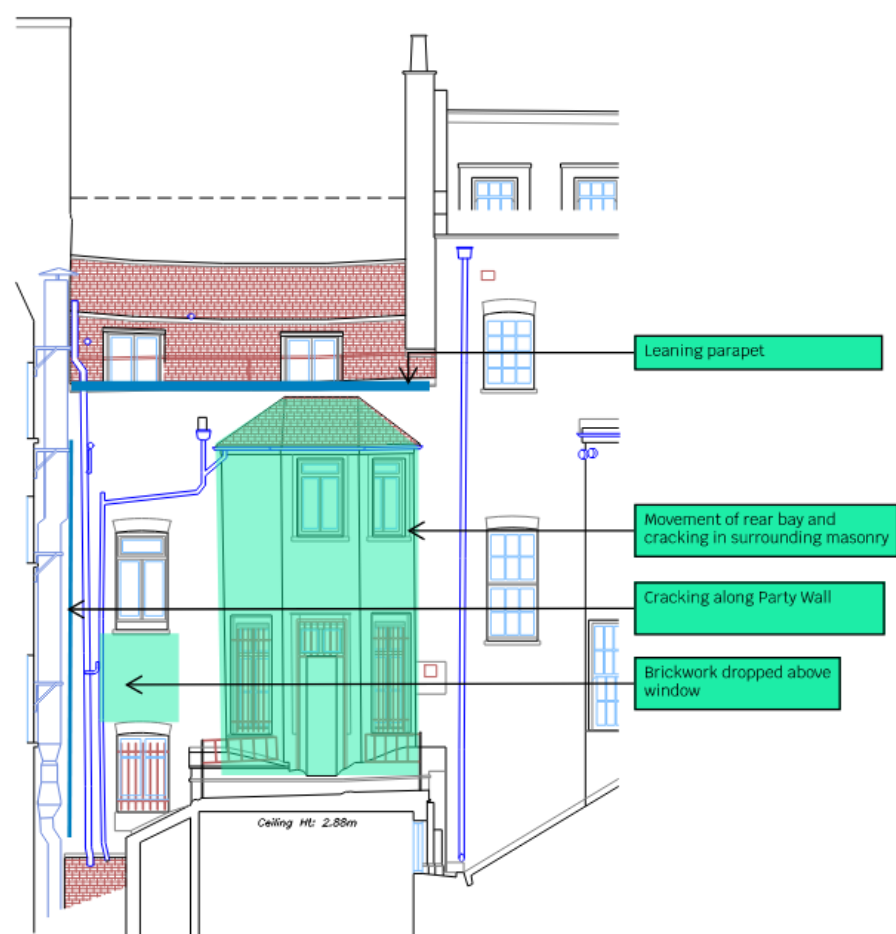 Leaning parapet
Movement of rear bay and
cracking in surrounding masonry
Cracking along Party Wall
Brickwork dropped above
window
Ceiling Ht: 2.88m